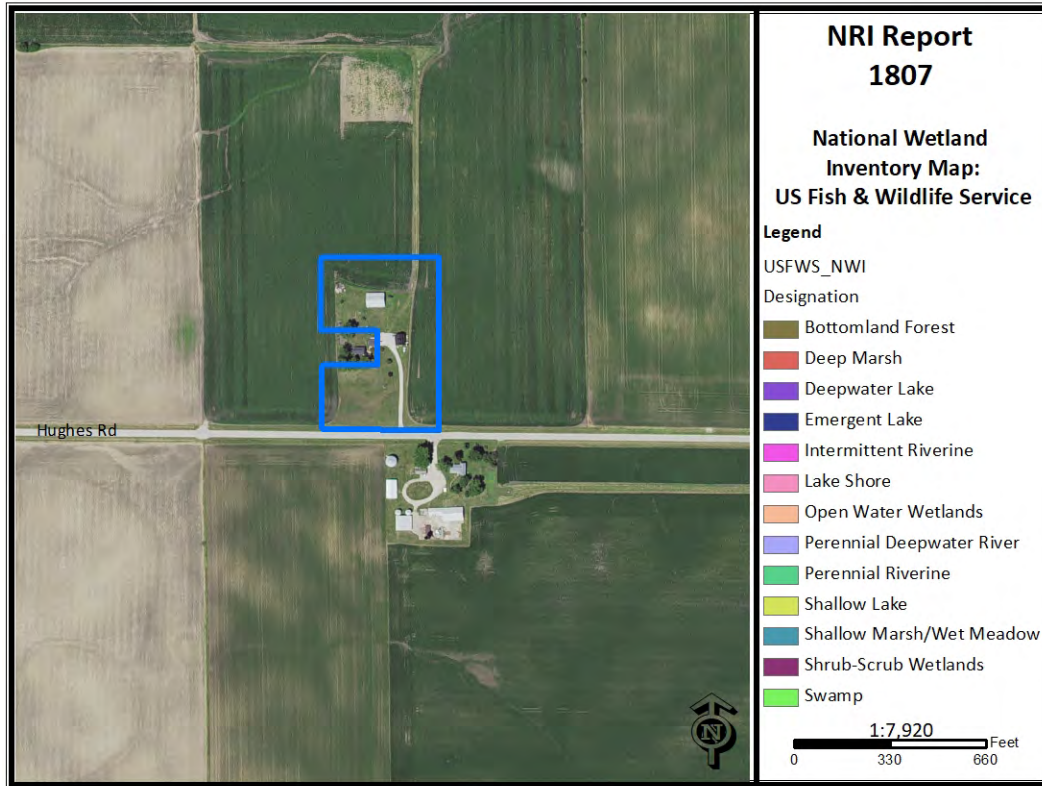 NRI Report
1807
National Wetland
Inventory Map:
US Fish & Wildlife Service
Legend
USFWS_NWI
Designation
Bottomland Forest
Deep Marsh
Deepwater Lake
Emergent Lake
Intermittent Riverine
Lake Shore
Open Water Wetlands
Perennial Deepwater River
Perennial Riverine
Shallow Lake
Shallow Marsh/Wet Meadow
Shrub-Scrub Wetlands
Swamp
1:7,920
Feet
0 330 660
Hughes Rd
N